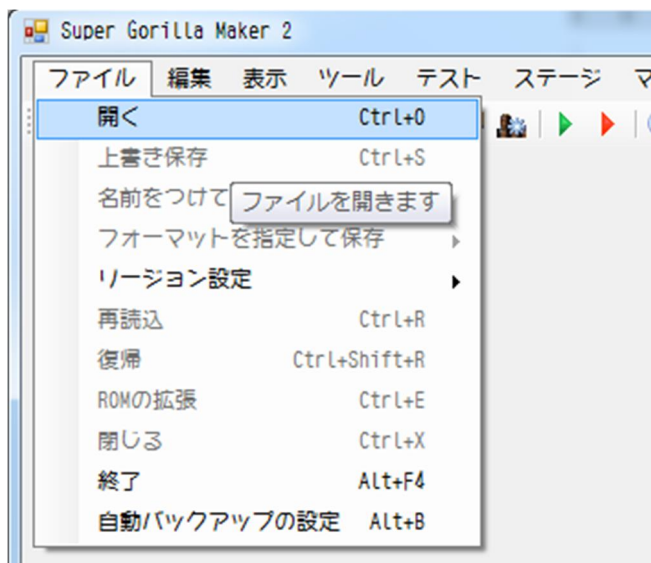 Super Gorilla Maker 2
ファイル 編集 表示 ツール テスト ステージ
開く Ctrl+O
上書き保存 Ctrl+S
名前をつけて
ファイルを開きます
フォーマットを指定して保存
リージョン設定
再読込 Ctrl+R
復帰 Ctrl+Shift+R
ROMの拡張 Ctrl+E
閉じる Ctrl+X
終了 Alt+F4
自動バックアップの設定 Alt+B